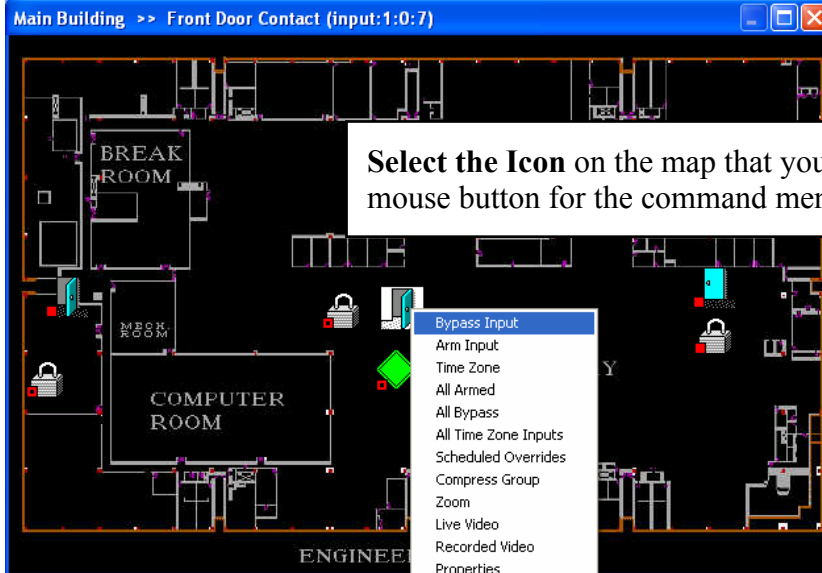 Main Building >> Front Door Contact (input:1:0:7)
BREAK
ROOM
Select the Icon on the map that you
mouse button for the command men
MECH.
ROOM
COMPUTER
ROOM
Y
Bypass Input
Arm Input
Time Zone
All Armed
All Bypass
All Time Zone Inputs
Scheduled Overrides
Compress Group
Zoom
Live Video
Recorded Video
Properties
ENGINEE